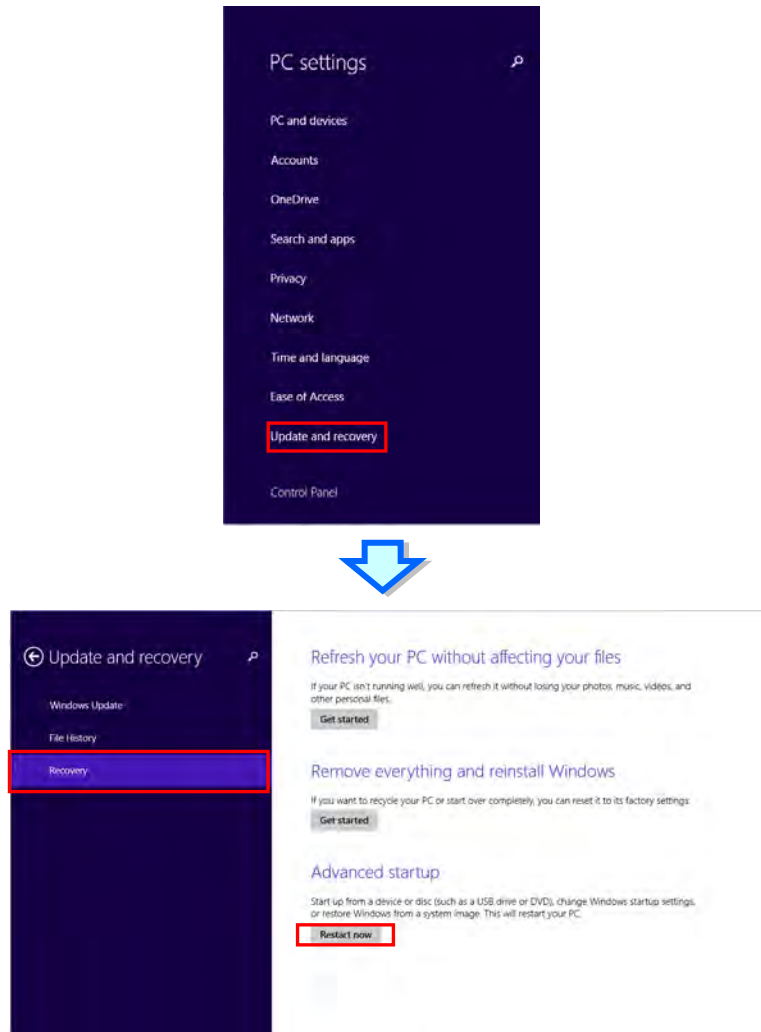 PC settings
PC and devices
Accounts
OneDrive
Search and apps
Privacy
Network
Time and language
Ease of Access
Update and recovery
Control Panel
Update and recovery
Windows Update
File History
Recovery
Refresh your PC without affecting your files
If your PC isn't running well, you can refresh it without losing your photos, music, videos, and
other personal files.
Get started
Remove everything and reinstall Windows
If you want to recycle your PC or start over completely, you can reset it to its factory settings.
Get started
Advanced startup
Start up from a device or disc (such as a USB drive or DVD), change Windows startup settings,
or restore Windows from a system image. This will restart your PC.
Restart now